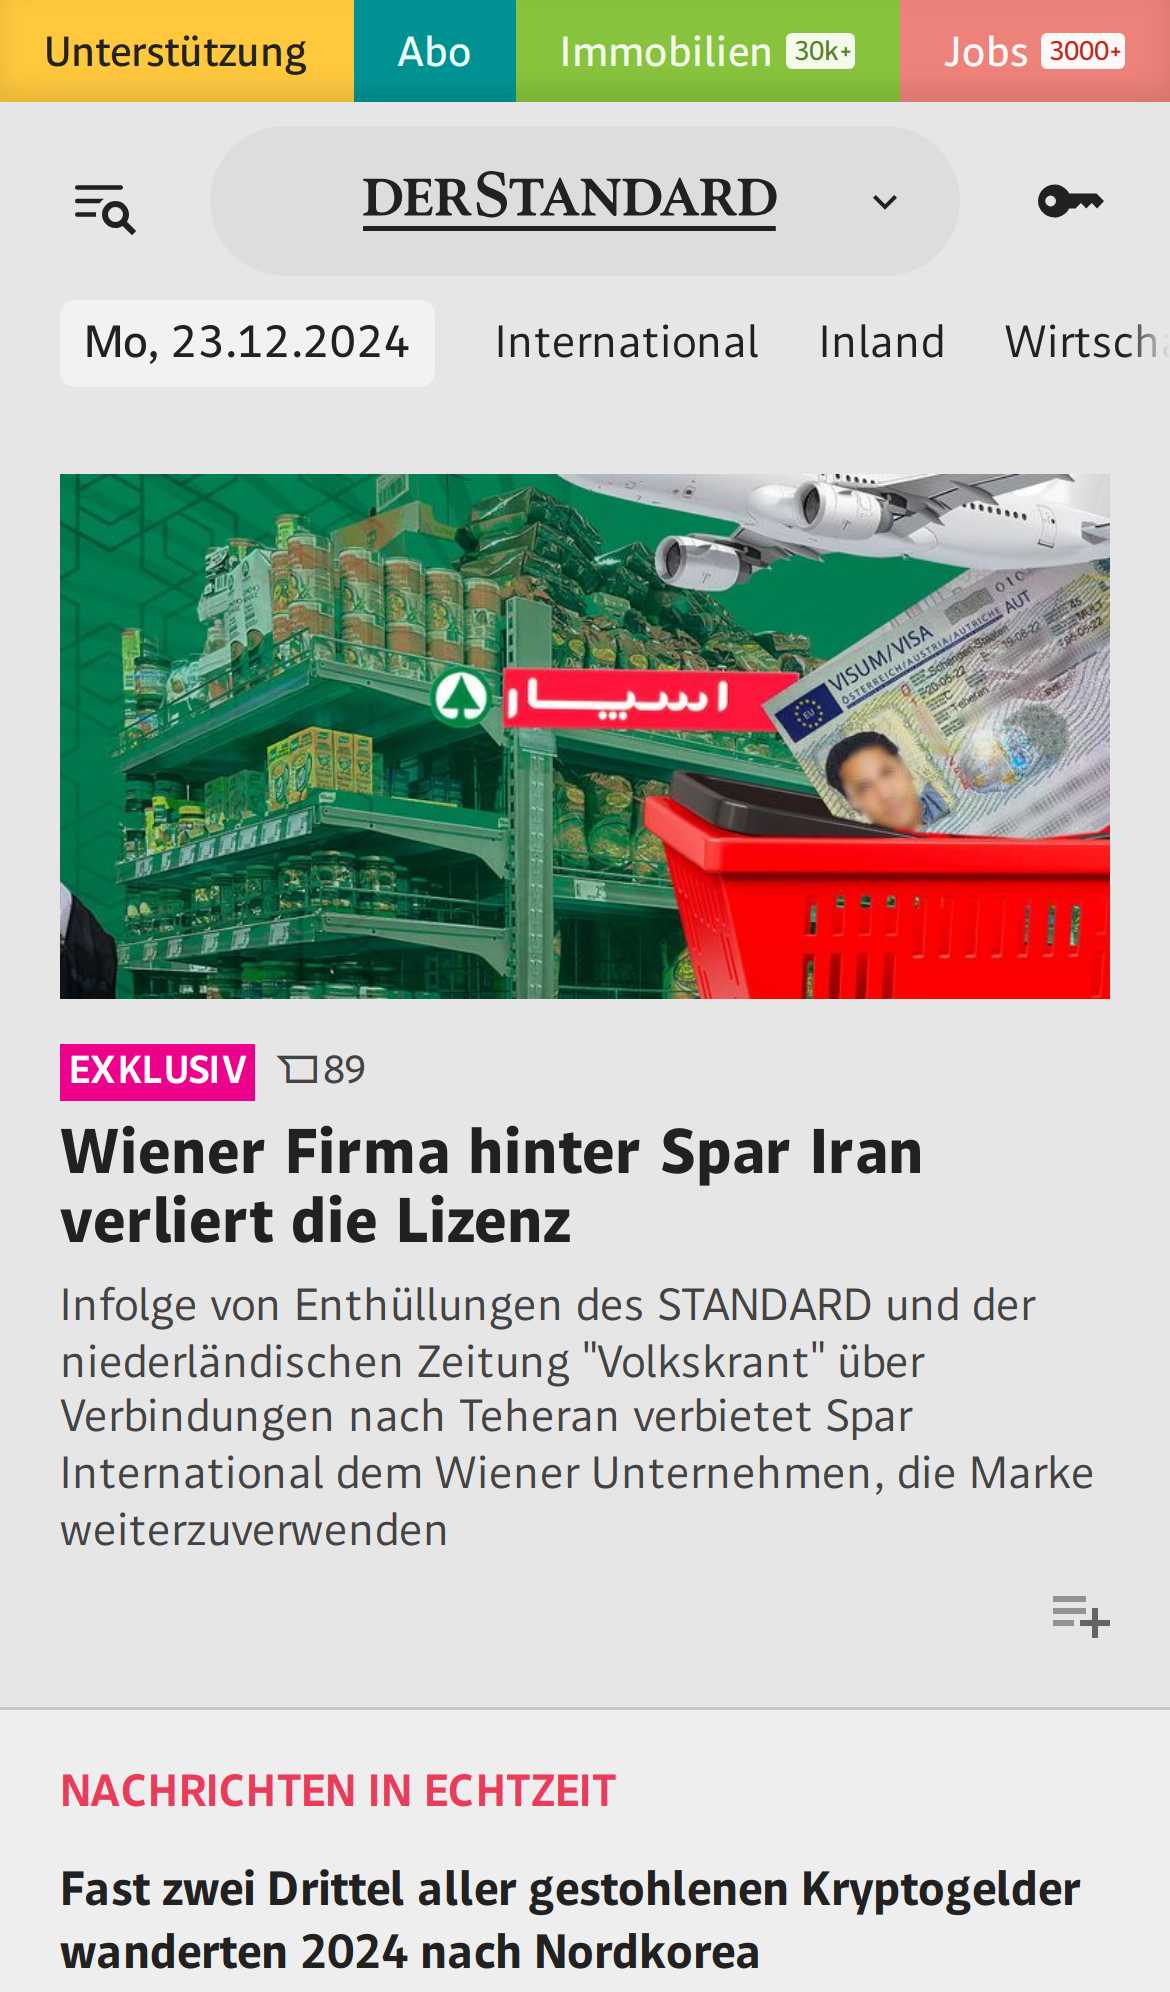 Unterstützung Abo Immobilien 30k+ Jobs 3000+
DERSTANDARD
Mo, 23.12.2024 International Inland Wirtscha
010
VISUM/VISA
ÖSTERREICH/AUSTRIA/AUTRICHE AUT
EU
اسپار
EXKLUSIV 89
Wiener Firma hinter Spar Iran
verliert die Lizenz
Infolge von Enthüllungen des STANDARD und der
niederländischen Zeitung "Volkskrant" über
Verbindungen nach Teheran verbietet Spar
International dem Wiener Unternehmen, die Marke
weiterzuverwenden
NACHRICHTEN IN ECHTZEIT
Fast zwei Drittel aller gestohlenen Kryptogelder
wanderten 2024 nach Nordkorea